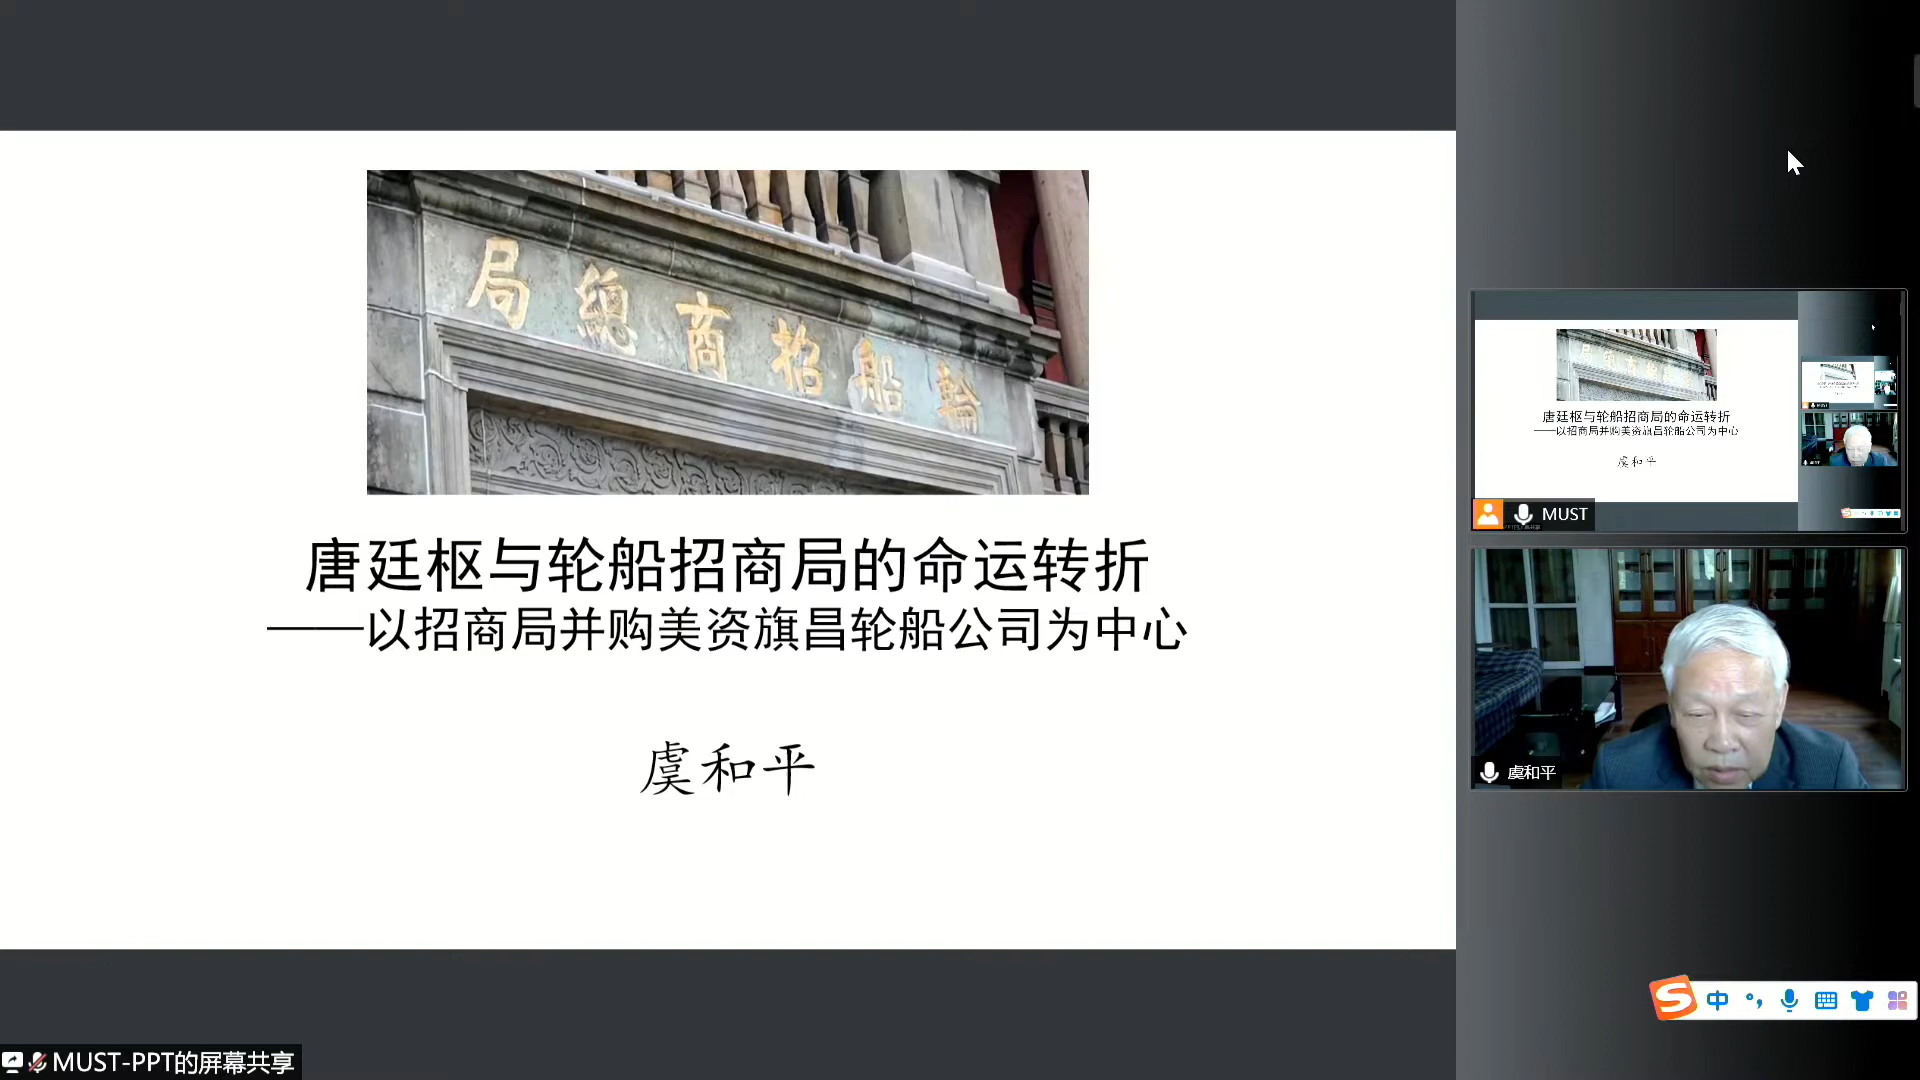 輪船招商總局
唐廷枢与轮船招商局的命运转折
——以招商局并购美资旗昌轮船公司为中心
虞和平
MUST-PPT的屏幕共享
唐廷枢与轮船招商局的命运转折
——以招商局并购美资旗昌轮船公司为中心
虞和平
MUST
虞和平
中